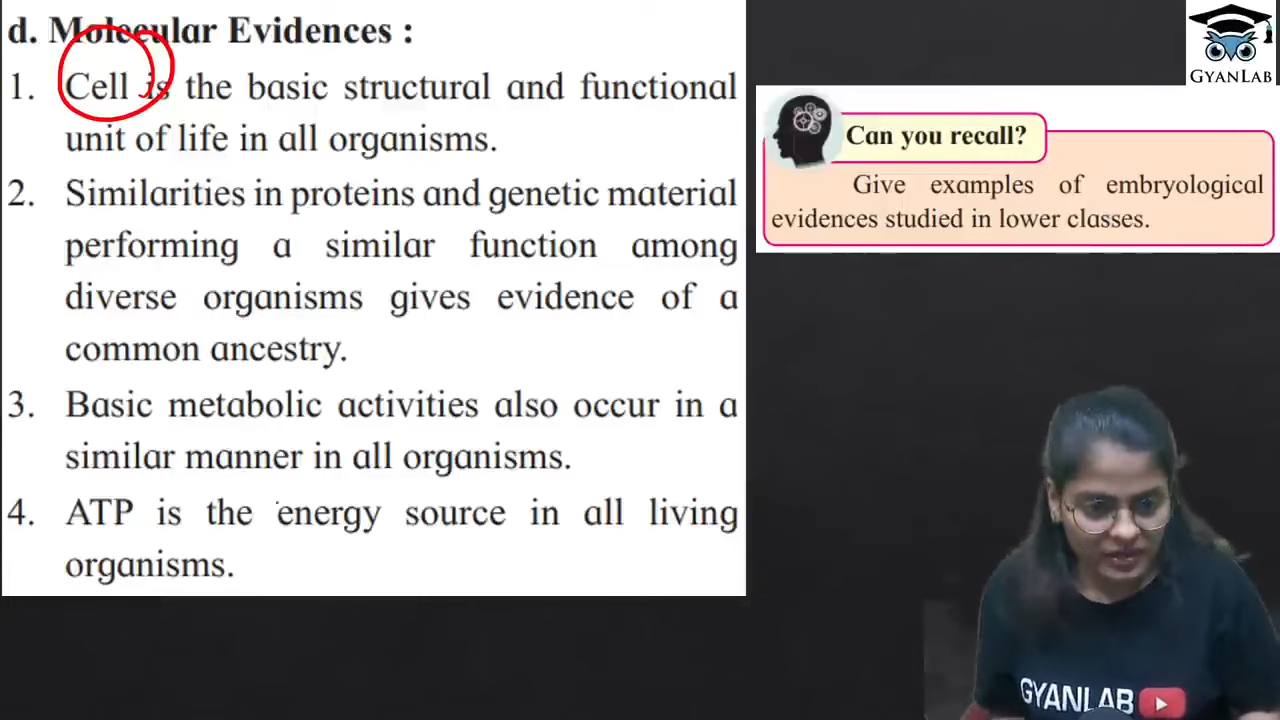 d. Molecular Evidences :
1. Cell is the basic structural and functional
unit of life in all organisms.
2. Similarities in proteins and genetic material
performing a similar function among
diverse organisms gives evidence of a
common ancestry.
3. Basic metabolic activities also occur in a
similar manner in all organisms.
4. ATP is the energy source in all living
organisms.
GYANLAB
Can you recall?
Give examples of embryological
evidences studied in lower classes.
GYANLAB